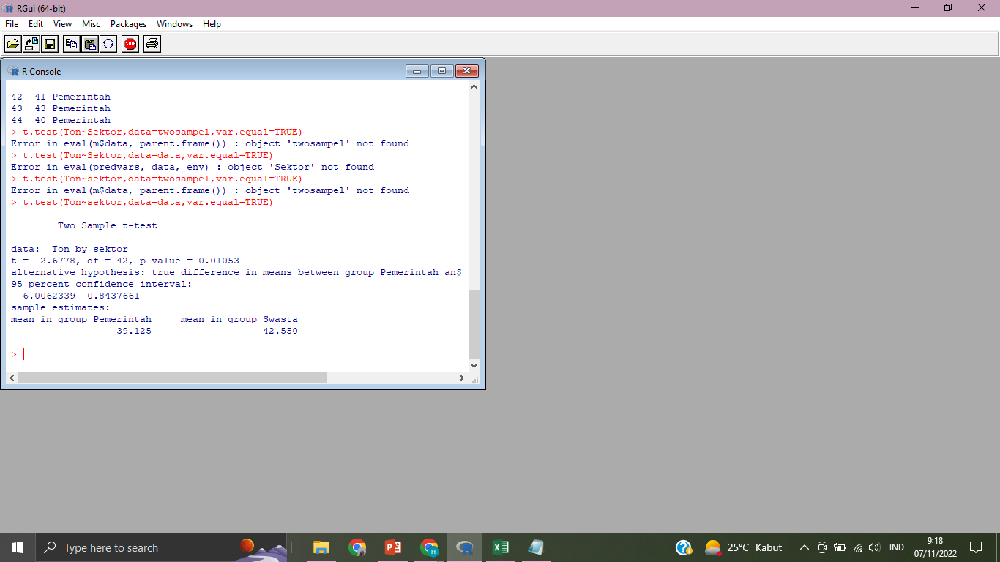 RGui (64-bit)
File Edit View Misc Packages Windows Help
STOP
R Console
42  41 Pemerintah
43  43 Pemerintah
44  40 Pemerintah
> t.test(Ton~Sektor,data=twosampel,var.equal=TRUE)
Error in eval(m$data, parent.frame()) : object 'twosampel' not found
> t.test(Ton~Sektor,data=data,var.equal=TRUE)
Error in eval(predvars, data, env) : object 'Sektor' not found
> t.test(Ton~sektor,data=twosampel,var.equal=TRUE)
Error in eval(m$data, parent.frame()) : object 'twosampel' not found
> t.test(Ton~sektor,data=data,var.equal=TRUE)
Two Sample t-test
data:  Ton by sektor
t = -2.6778, df = 42, p-value = 0.01053
alternative hypothesis: true difference in means between group Pemerintah an$
95 percent confidence interval:
-6.0062339 -0.8437661
sample estimates:
mean in group Pemerintah     mean in group Swasta
39.125                   42.550
>
Type here to search
25°C Kabut
IND
9:18
07/11/2022